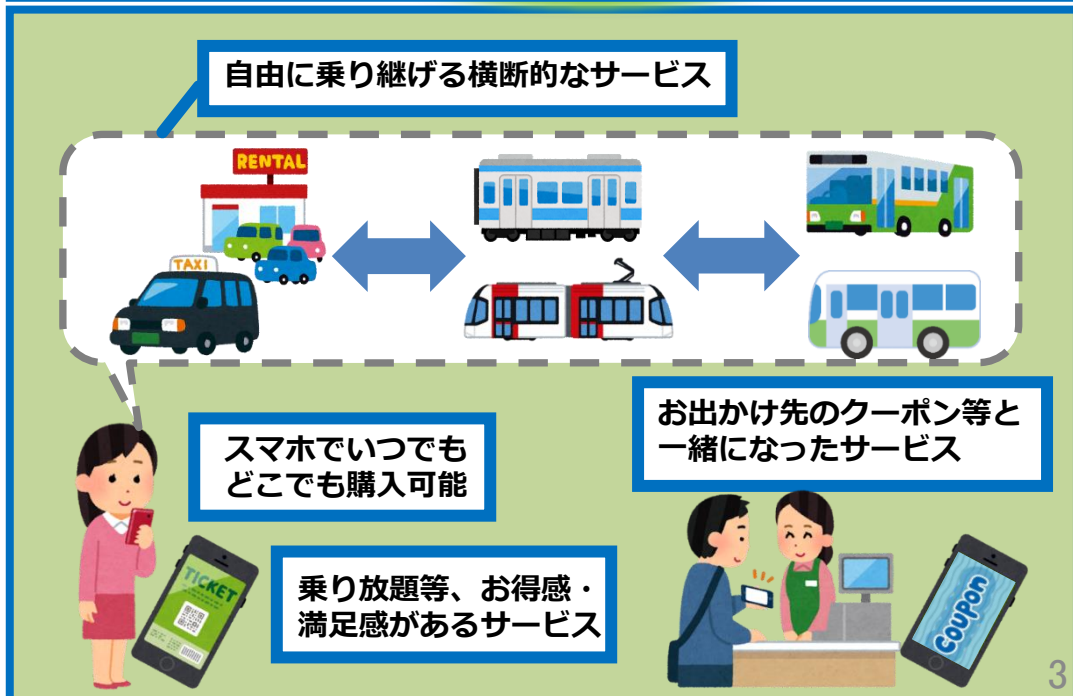 自由に乗り継げる横断的なサービス
RENTAL
TAXI
お出かけ先のクーポン等と
一緒になったサービス
スマホでいつでも
どこでも購入可能
TICKET
乗り放題等、お得感・
満足感があるサービス
COUPON
3